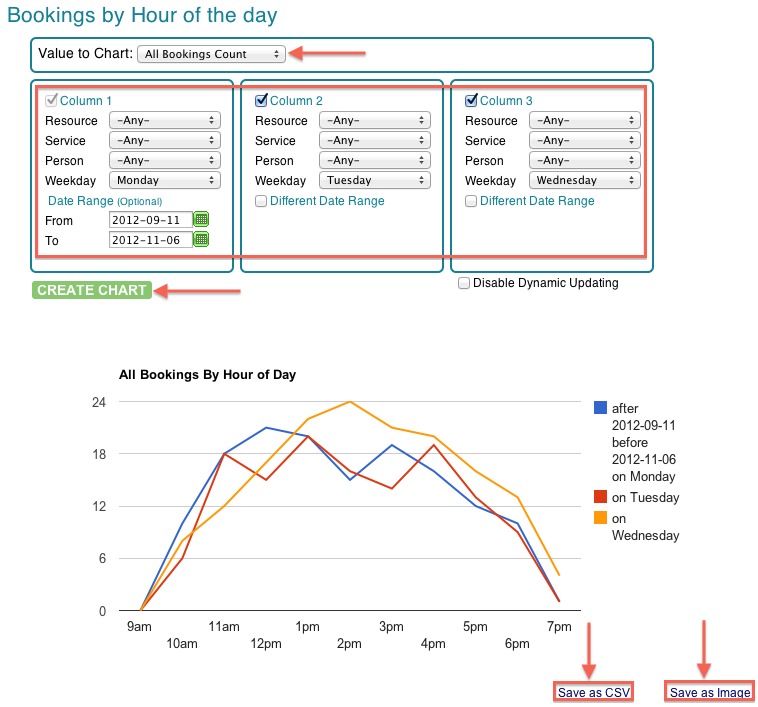 Bookings by Hour of the day
Value to Chart: All Bookings Count
Column 1
Resource -Any-
Service -Any-
Person -Any-
Weekday Monday
Date Range (Optional)
From 2012-09-11
To 2012-11-06
Column 2
Resource -Any-
Service -Any-
Person -Any-
Weekday Tuesday
Different Date Range
Column 3
Resource -Any-
Service -Any-
Person -Any-
Weekday Wednesday
Different Date Range
CREATE CHART
Disable Dynamic Updating
All Bookings By Hour of Day
24
18
12
6
0
9am
10am
11am
12pm
1pm
2pm
3pm
4pm
5pm
6pm
7pm
after
2012-09-11
before
2012-11-06
on Monday
on Tuesday
on
Wednesday
Save as CSV
Save as Image